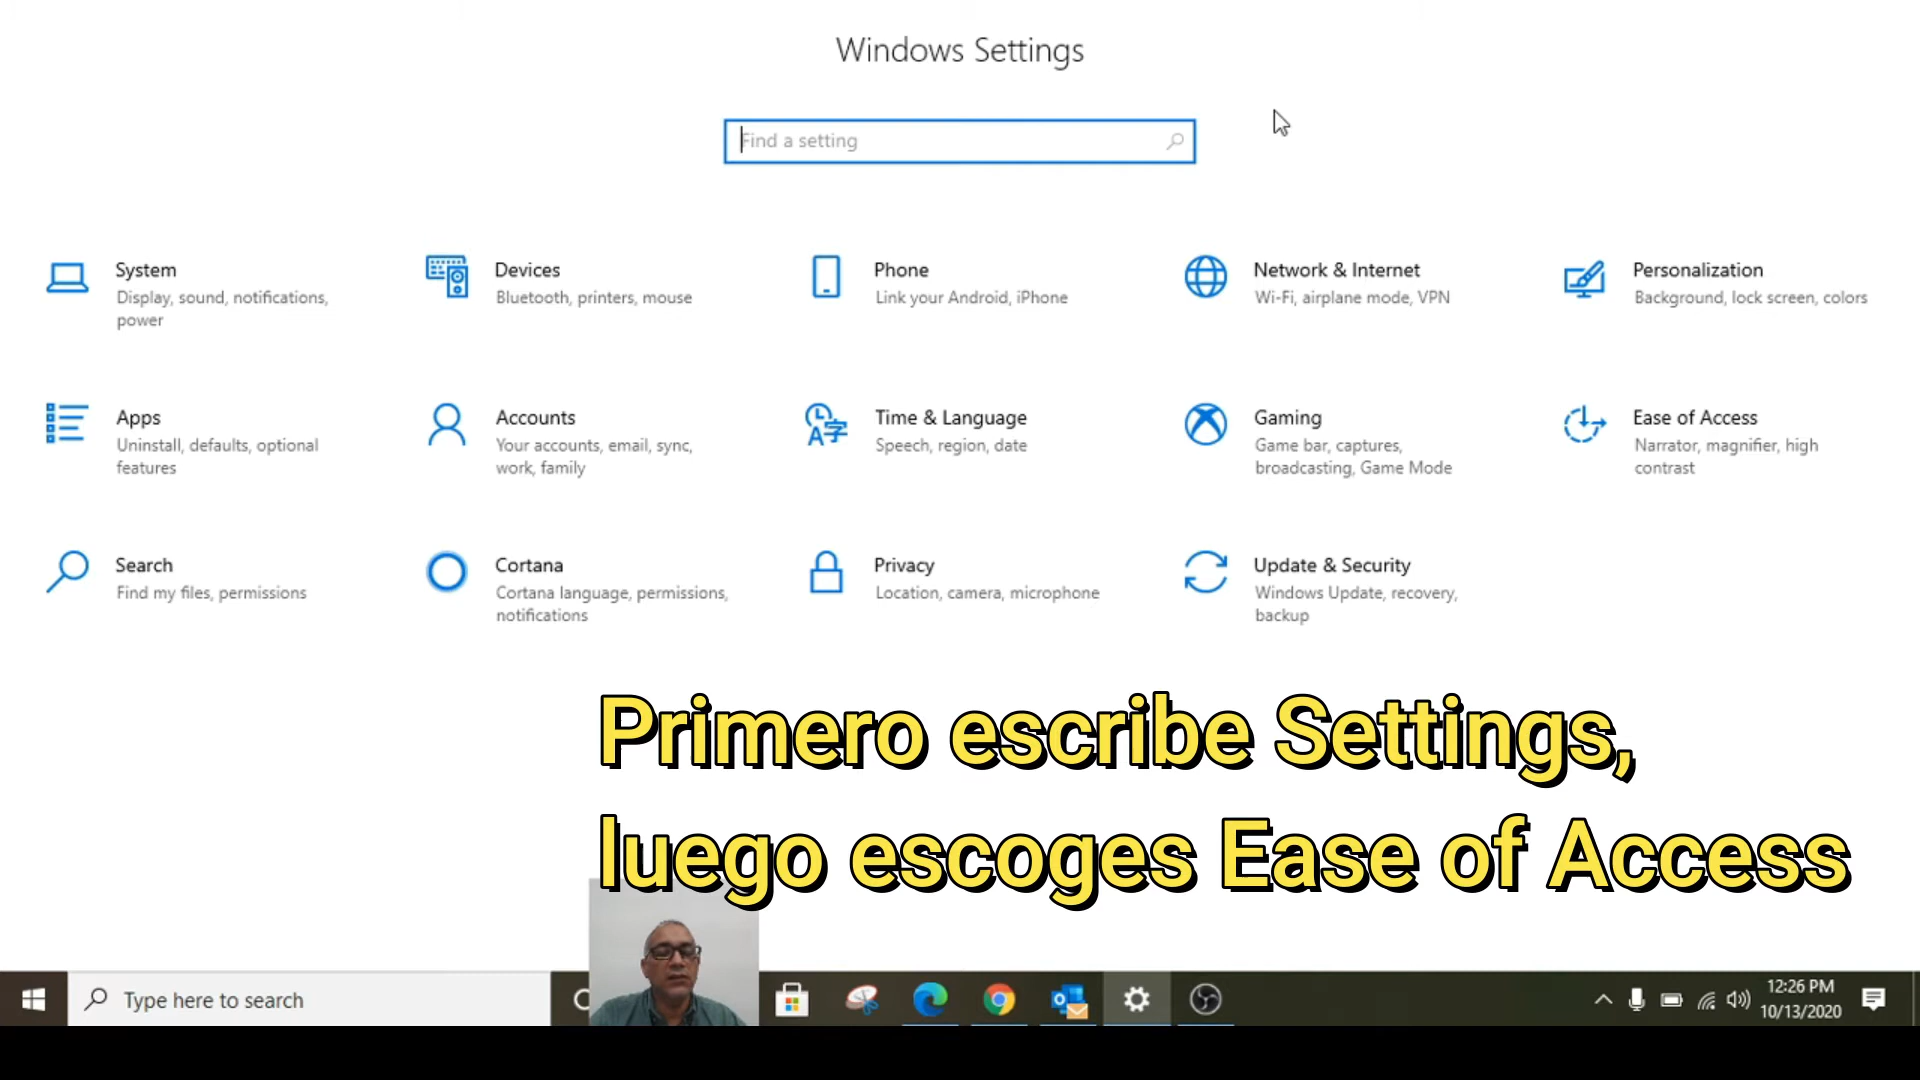 Windows Settings
Find a setting
System
Display, sound, notifications,
power
Devices
Bluetooth, printers, mouse
Phone
Link your Android, iPhone
Network & Internet
Wi-Fi, airplane mode, VPN
Personalization
Background, lock screen, colors
Apps
Uninstall, defaults, optional
features
Accounts
Your accounts, email, sync,
work, family
Time & Language
Speech, region, date
Gaming
Game bar, captures,
broadcasting, Game Mode
Ease of Access
Narrator, magnifier, high
contrast
Search
Find my files, permissions
Cortana
Cortana language, permissions,
notifications
Privacy
Location, camera, microphone
Update & Security
Windows Update, recovery,
backup
Primero escribe Settings,
luego escoges Ease of Access
Type here to search
12:26 PM
10/13/2020